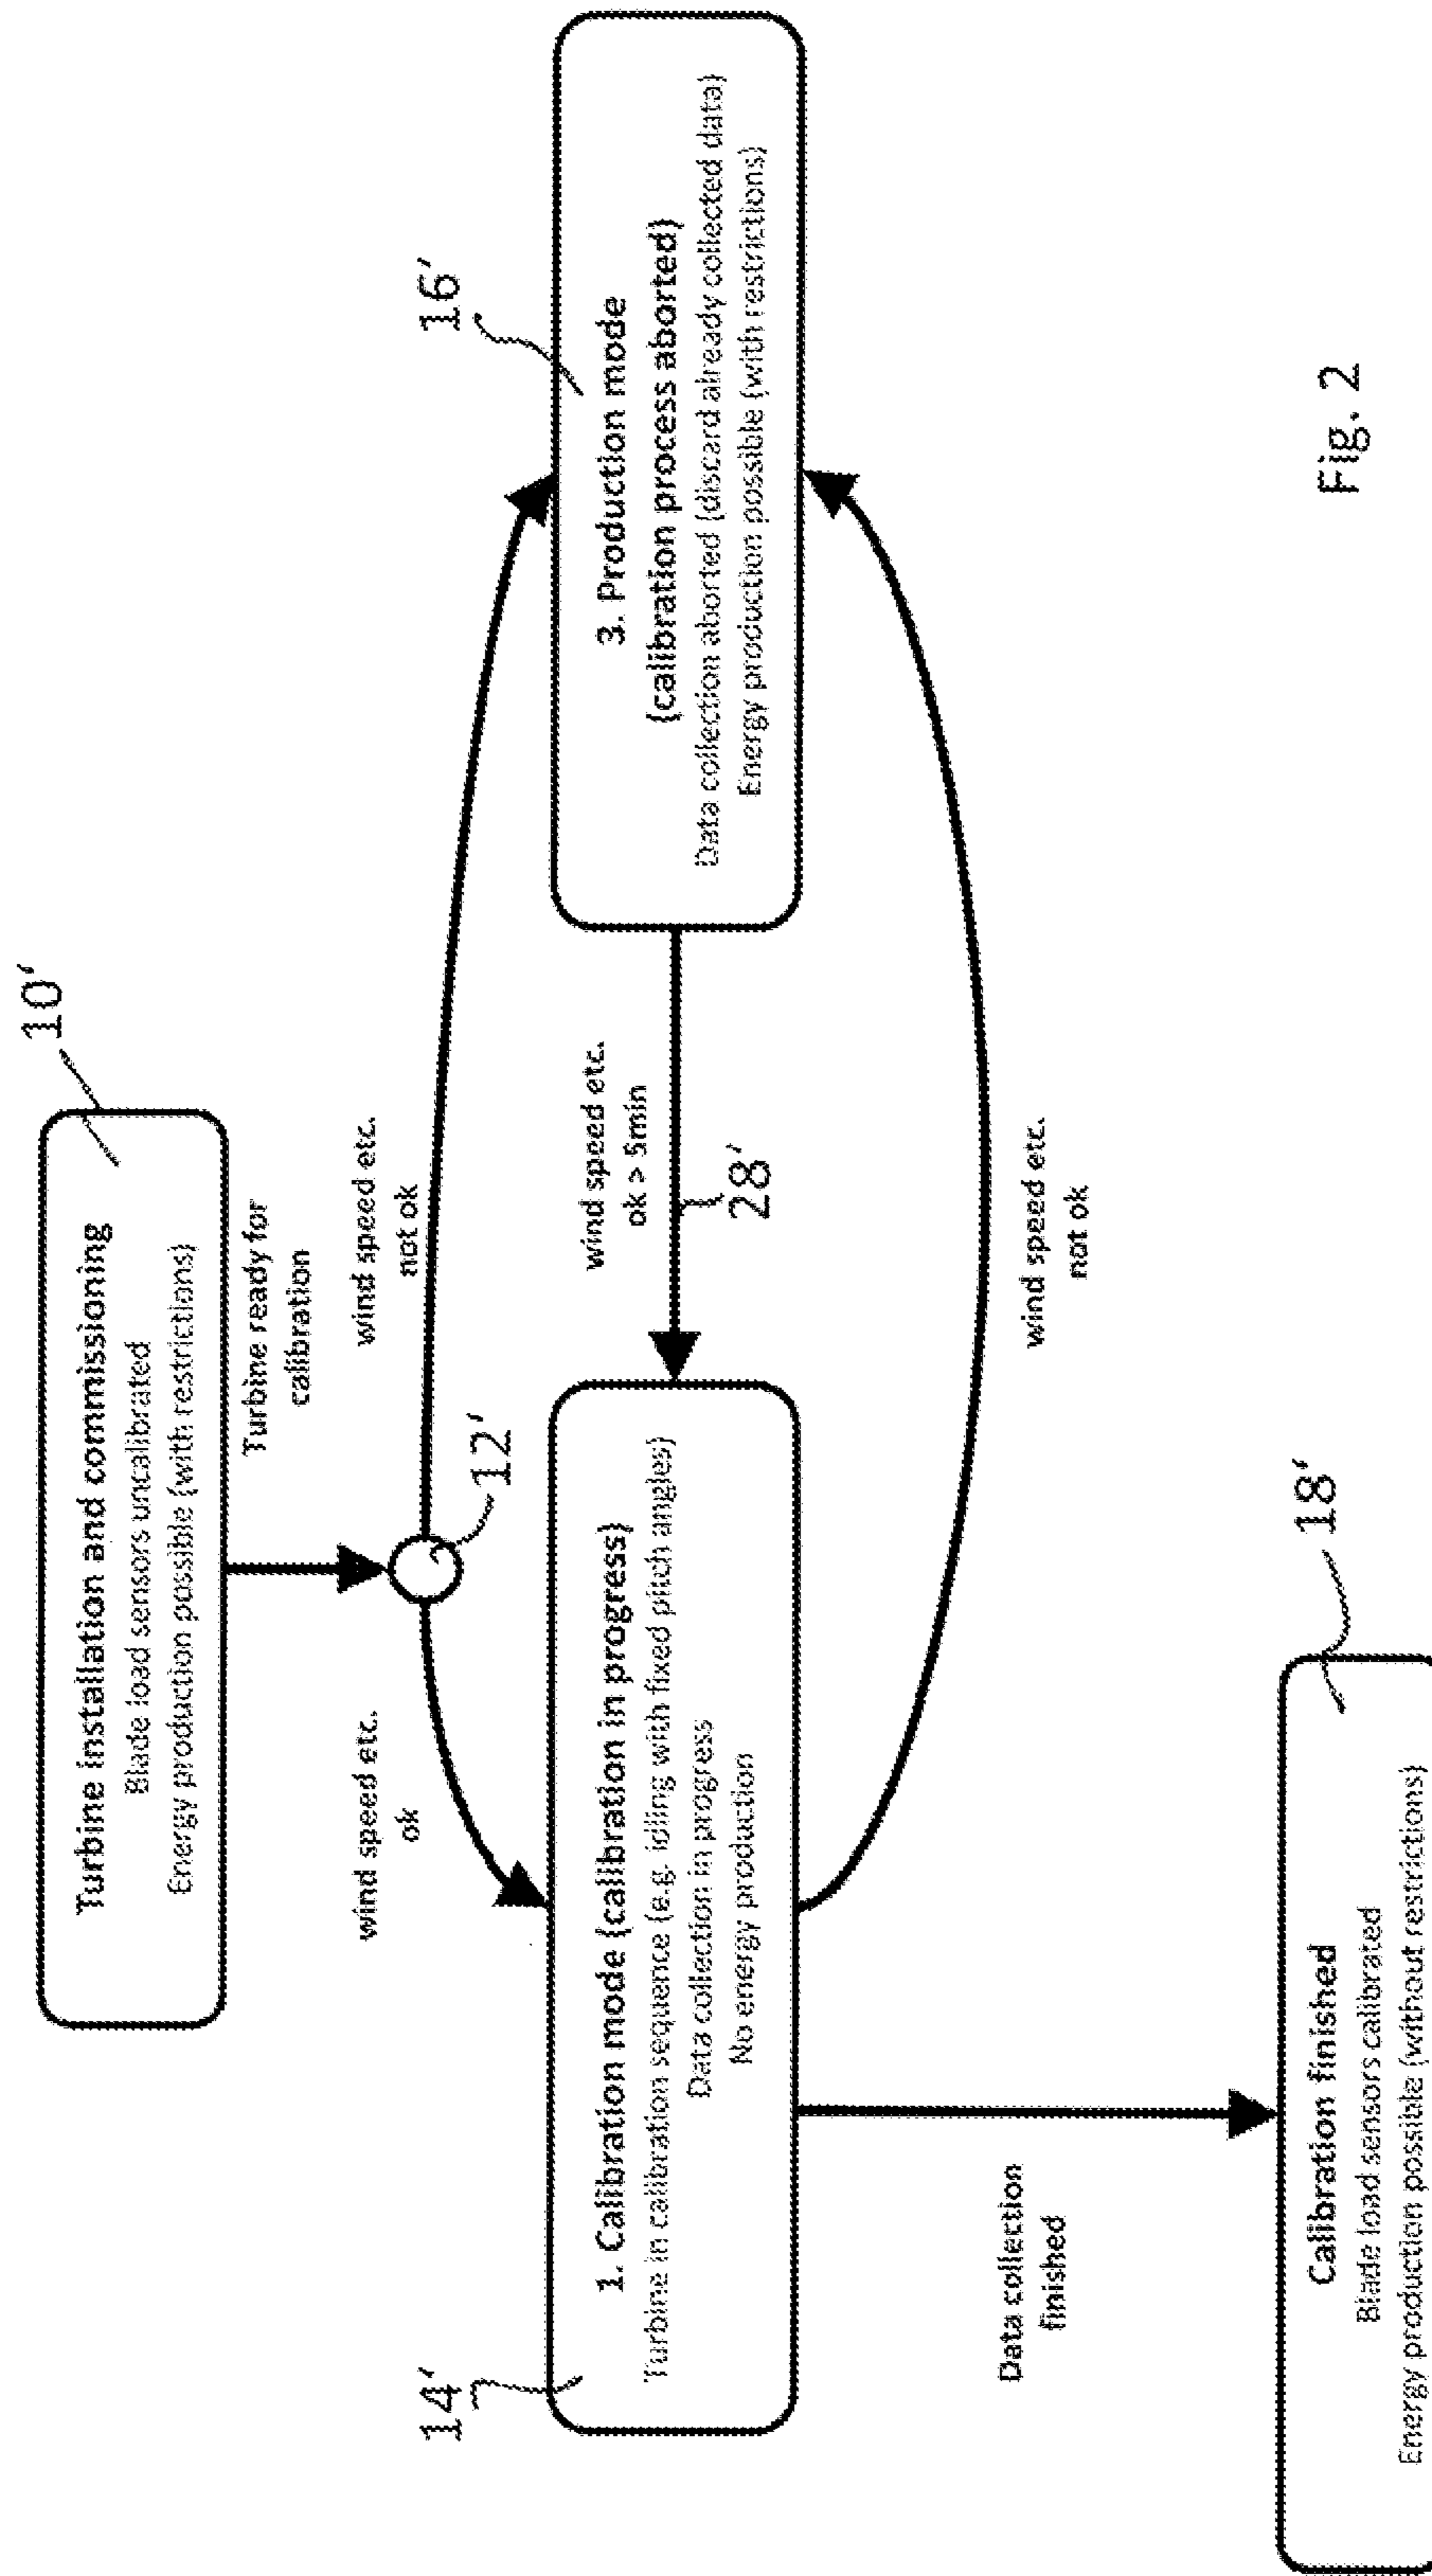 10'
Turbine installation and commissioning
Blade load sensors uncalibrated
Energy production possible (with restrictions)
Turbine ready for
calibration
wind speed etc.
ok
12'
wind speed etc.
not ok
14'
1. Calibration mode (calibration in progress)
Turbine in calibration sequence (e.g. idling with fixed pitch angles)
Data collection in progress
No energy production
wind speed etc.
ok > 5min
28'
16'
3. Production mode
(calibration process aborted)
Data collection aborted (discard already collected data)
Energy production possible (with restrictions)
wind speed etc.
not ok
Data collection
finished
18'
Calibration finished
Blade load sensors calibrated
Energy production possible (without restrictions)
Fig. 2